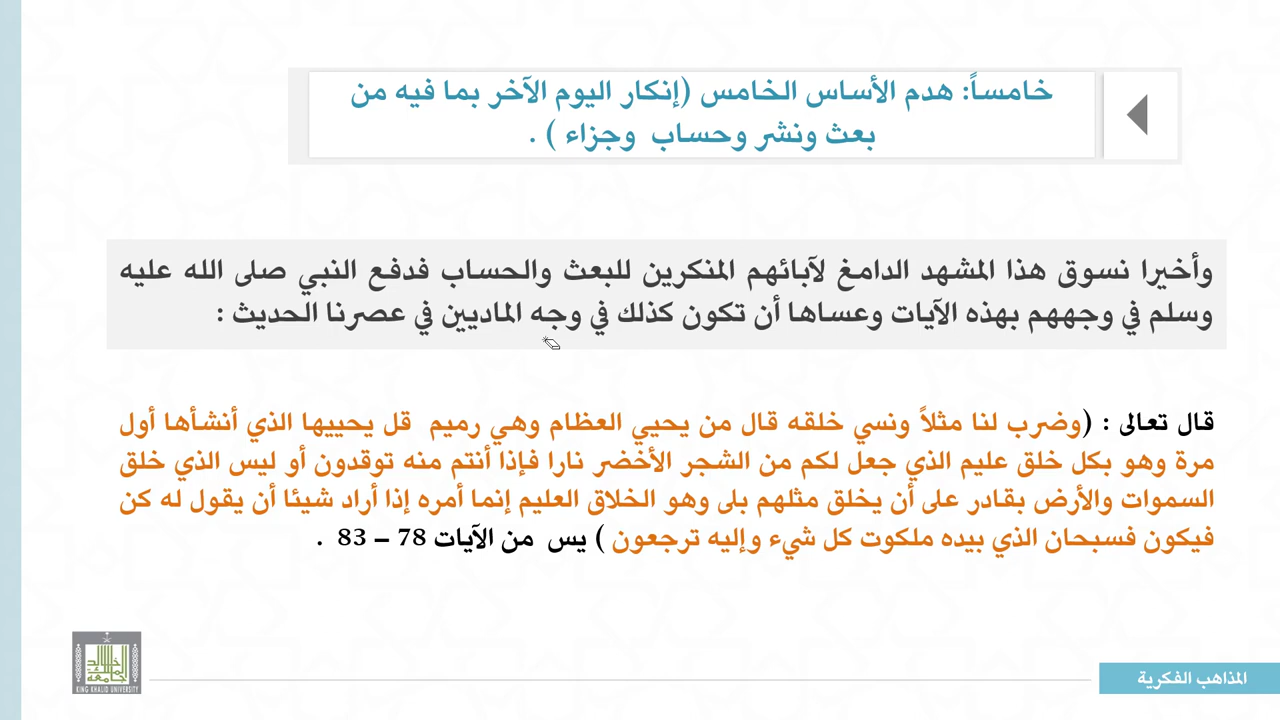 خامساً: هدم الأساس الخامس (إنكار اليوم الآخر بما فيه من
بعث ونشر وحساب وجزاء ) .
وأخيرا نسوق هذا المشهد الدامغ لآبائهم المنكرين للبعث والحساب فدفع النبي صلى الله عليه
وسلم في وجههم بهذه الآيات وعساها أن تكون كذلك في وجه الماديين في عصرنا الحديث :
قال تعالى : (وضرب لنا مثلاً ونسي خلقه قال من يحيي العظام وهي رميم قل يحييها الذي أنشأها أول
مرة وهو بكل خلق عليم الذي جعل لكم من الشجر الأخضر نارا فإذا أنتم منه توقدون أو ليس الذي خلق
السموات والأرض بقادر على أن يخلق مثلهم بلى وهو الخلاق العليم إنما أمره إذا أراد شيئا أن يقول له كن
فيكون فسبحان الذي بيده ملكوت كل شيء وإليه ترجعون ) يس من الآيات 78 – 83 .
المذاهب الفكرية
جامعة الملك خالد
KING KHALID UNIVERSITY